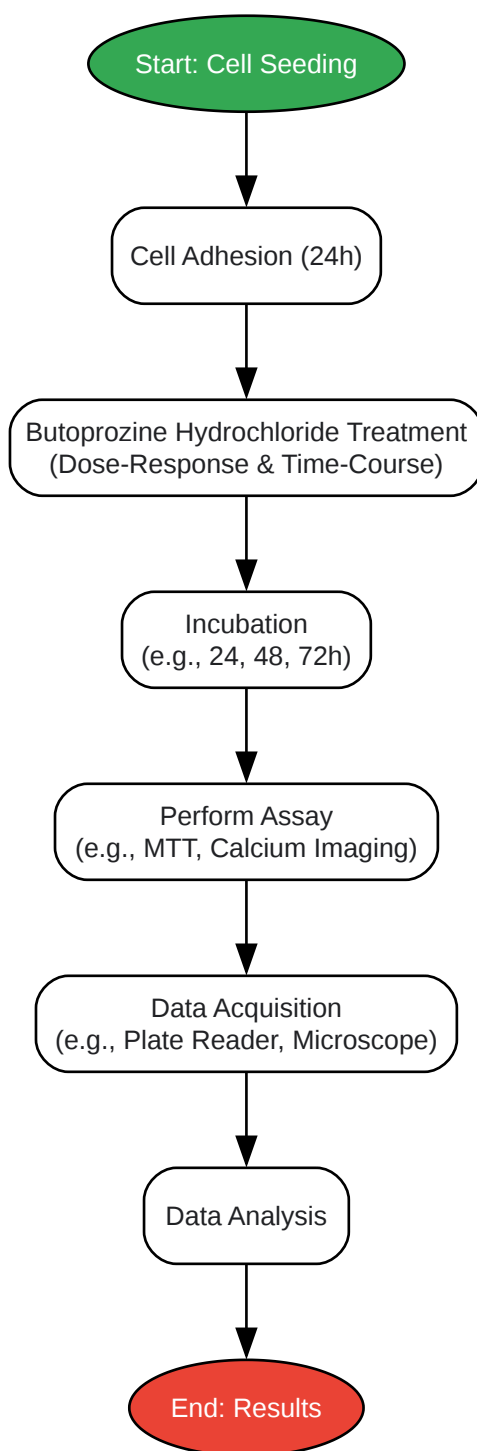 Start: Cell Seeding
Cell Adhesion (24h)
Butoprozine Hydrochloride Treatment
(Dose-Response & Time-Course)
Incubation
(e.g., 24, 48, 72h)
Perform Assay
(e.g., MTT, Calcium Imaging)
Data Acquisition
(e.g., Plate Reader, Microscope)
Data Analysis
End: Results